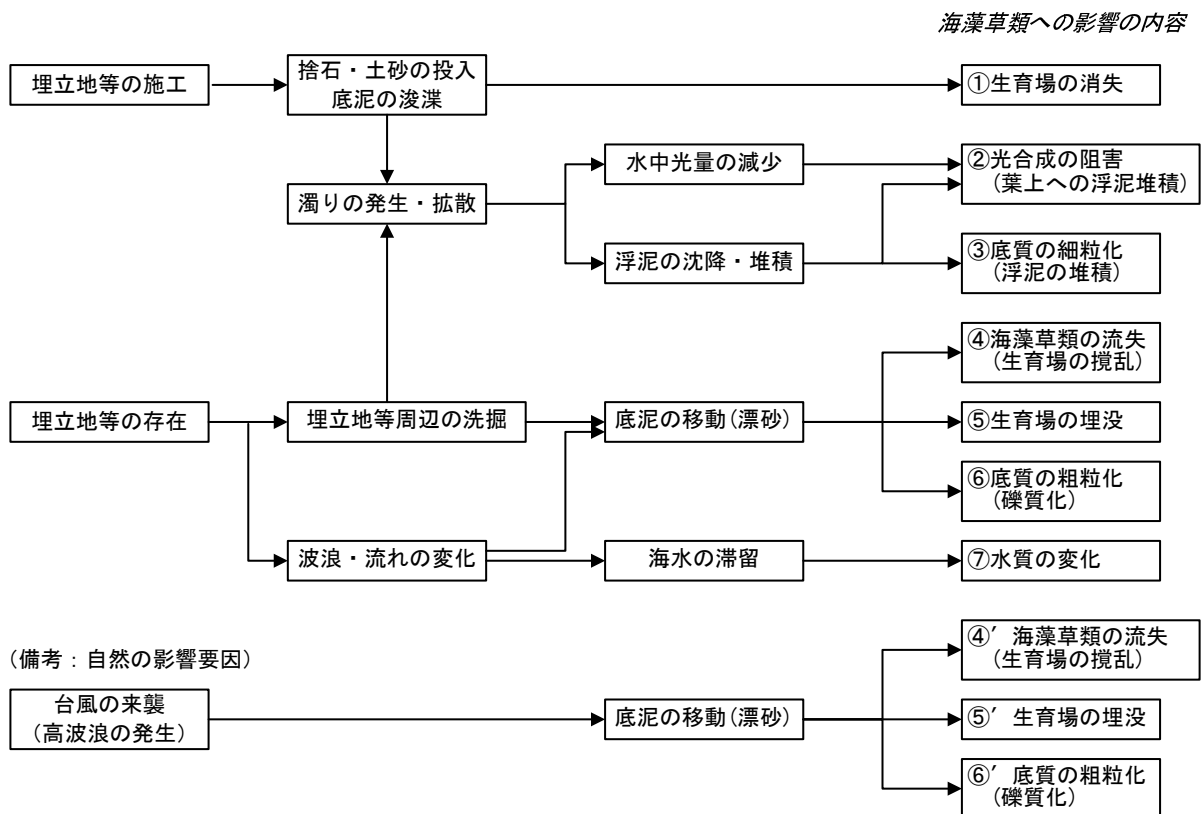 海藻草類への影響の内容
埋立地等の施工
捨石・土砂の投入
底泥の浚渫
①生育場の消失
水中光量の減少
②光合成の阻害
(葉上への浮泥堆積)
濁りの発生・拡散
浮泥の沈降・堆積
③底質の細粒化
(浮泥の堆積)
④海藻草類の流失
(生育場の撹乱)
埋立地等の存在
埋立地等周辺の洗掘
底泥の移動(漂砂)
⑤生育場の埋没
⑥底質の粗粒化
(礫質化)
波浪・流れの変化
海水の滞留
⑦水質の変化
(備考：自然の影響要因)
④’ 海藻草類の流失
(生育場の撹乱)
台風の来襲
(高波浪の発生)
底泥の移動(漂砂)
⑤’ 生育場の埋没
⑥’ 底質の粗粒化
(礫質化)